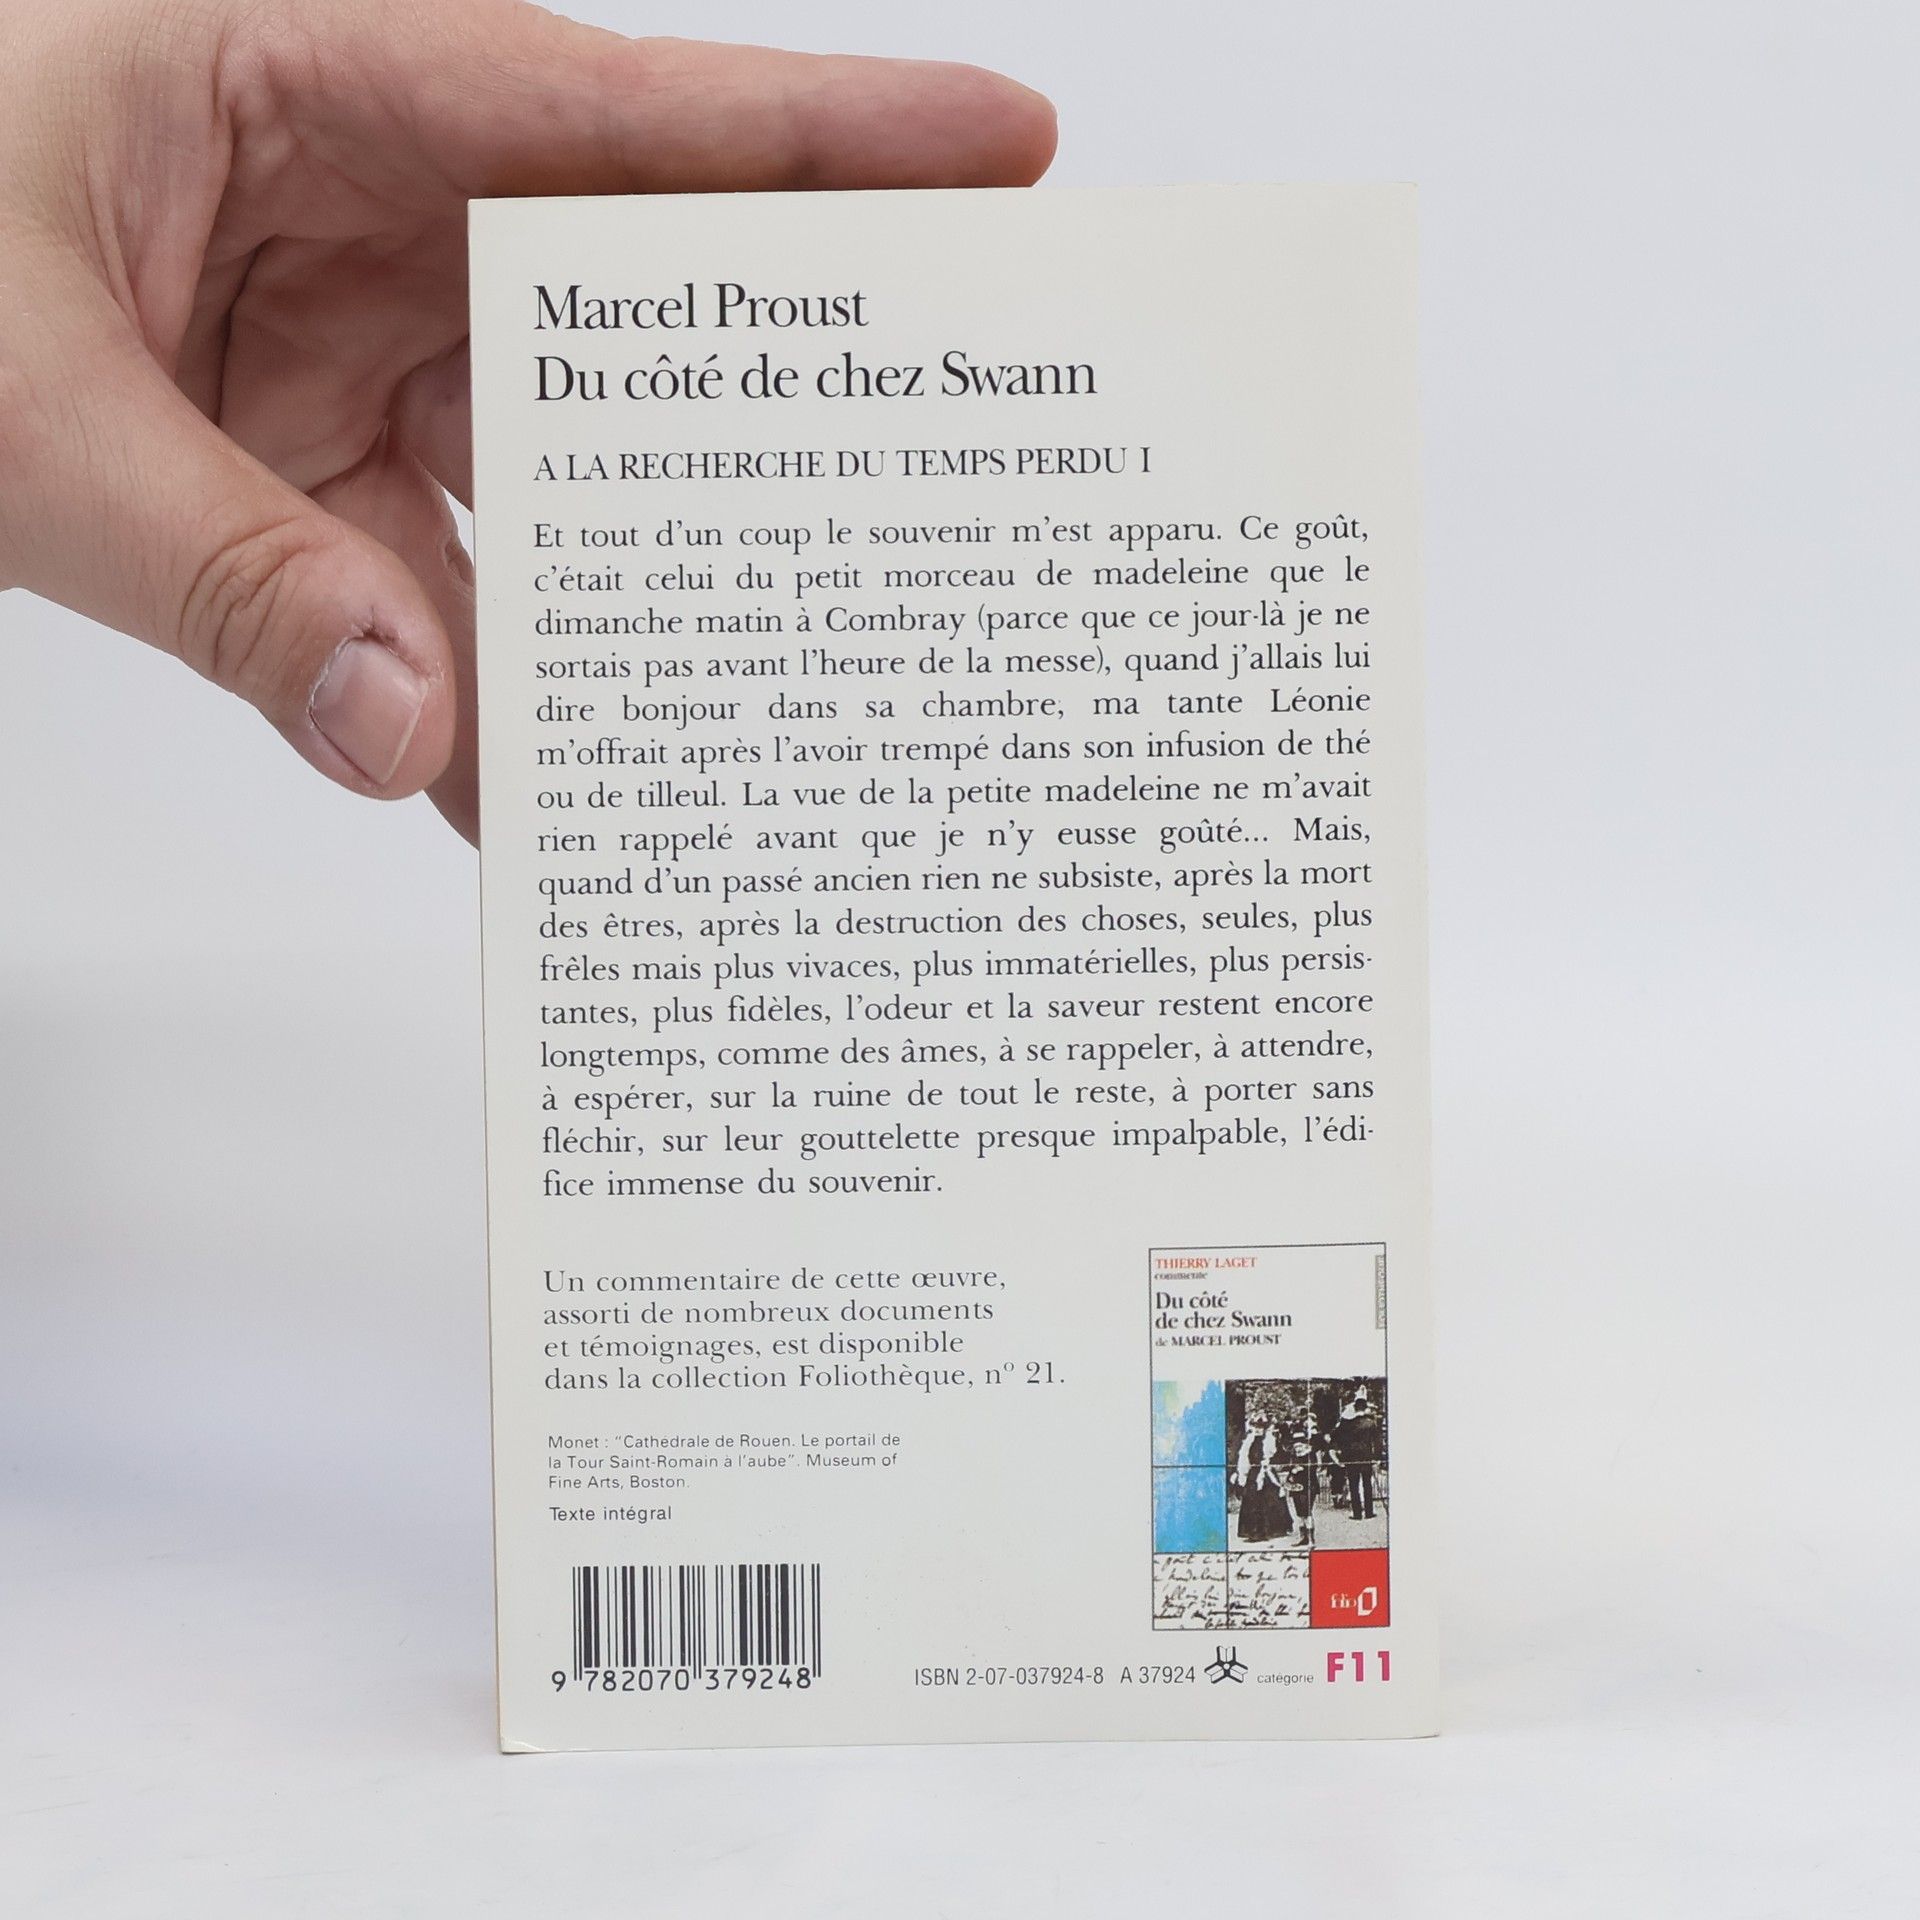 Marcel Proust
Du côté de chez Swann
A LA RECHERCHE DU TEMPS PERDU I
Et tout d'un coup le souvenir m'est apparu. Ce goût,
c'était celui du petit morceau de madeleine que le
dimanche matin à Combray (parce que ce jour-là je ne
sortais pas avant l'heure de la messe), quand j'allais lui
dire bonjour dans sa chambre, ma tante Léonie
m'offrait après l'avoir trempé dans son infusion de thé
ou de tilleul. La vue de la petite madeleine ne m'avait
rien rappelé avant que je n'y eusse goûté... Mais,
quand d'un passé ancien rien ne subsiste, après la mort
des êtres, après la destruction des choses, seules, plus
frêles mais plus vivaces, plus immatérielles, plus persis-
tantes, plus fidèles, l'odeur et la saveur restent encore
longtemps, comme des âmes, à se rappeler, à attendre,
à espérer, sur la ruine de tout le reste, à porter sans
fléchir, sur leur gouttelette presque impalpable, l'édi-
fice immense du souvenir.
Un commentaire de cette œuvre,
assorti de nombreux documents
et témoignages, est disponible
dans la collection Foliothèque, nº 21.
THIERRY LAGET
commente
Du côté
de chez Swann
de MARCEL PROUST
folio
Monet : "Cathédrale de Rouen. Le portail de
la Tour Saint-Romain à l'aube". Museum of
Fine Arts, Boston.
Texte intégral
9 782070 379248
ISBN 2-07-037924-8 A 37924 catégorie F11